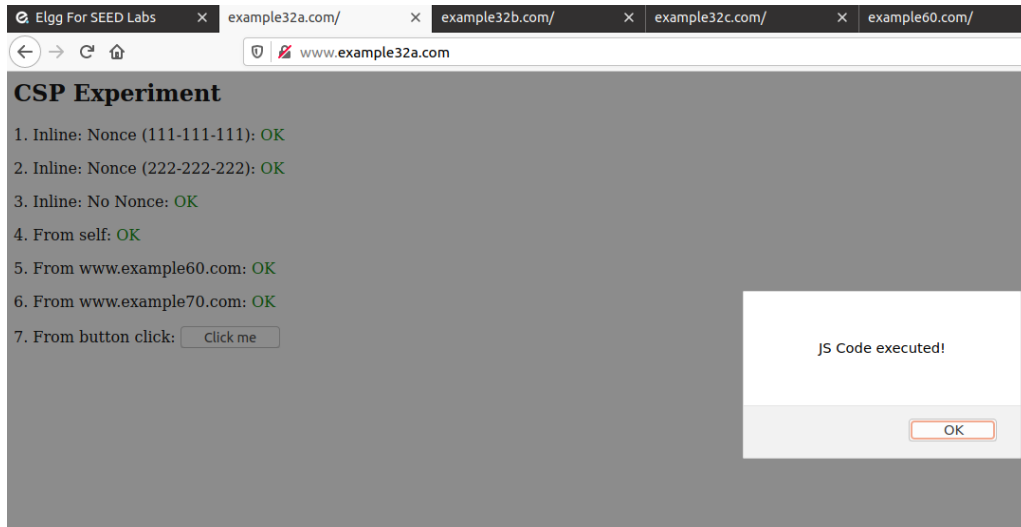 Elgg For SEED Labs × example32a.com/ × example32b.com/ × example32c.com/ × example60.com/
www.example32a.com
CSP Experiment
1. Inline: Nonce (111-111-111): OK
2. Inline: Nonce (222-222-222): OK
3. Inline: No Nonce: OK
4. From self: OK
5. From www.example60.com: OK
6. From www.example70.com: OK
7. From button click: Click me
JS Code executed!
OK